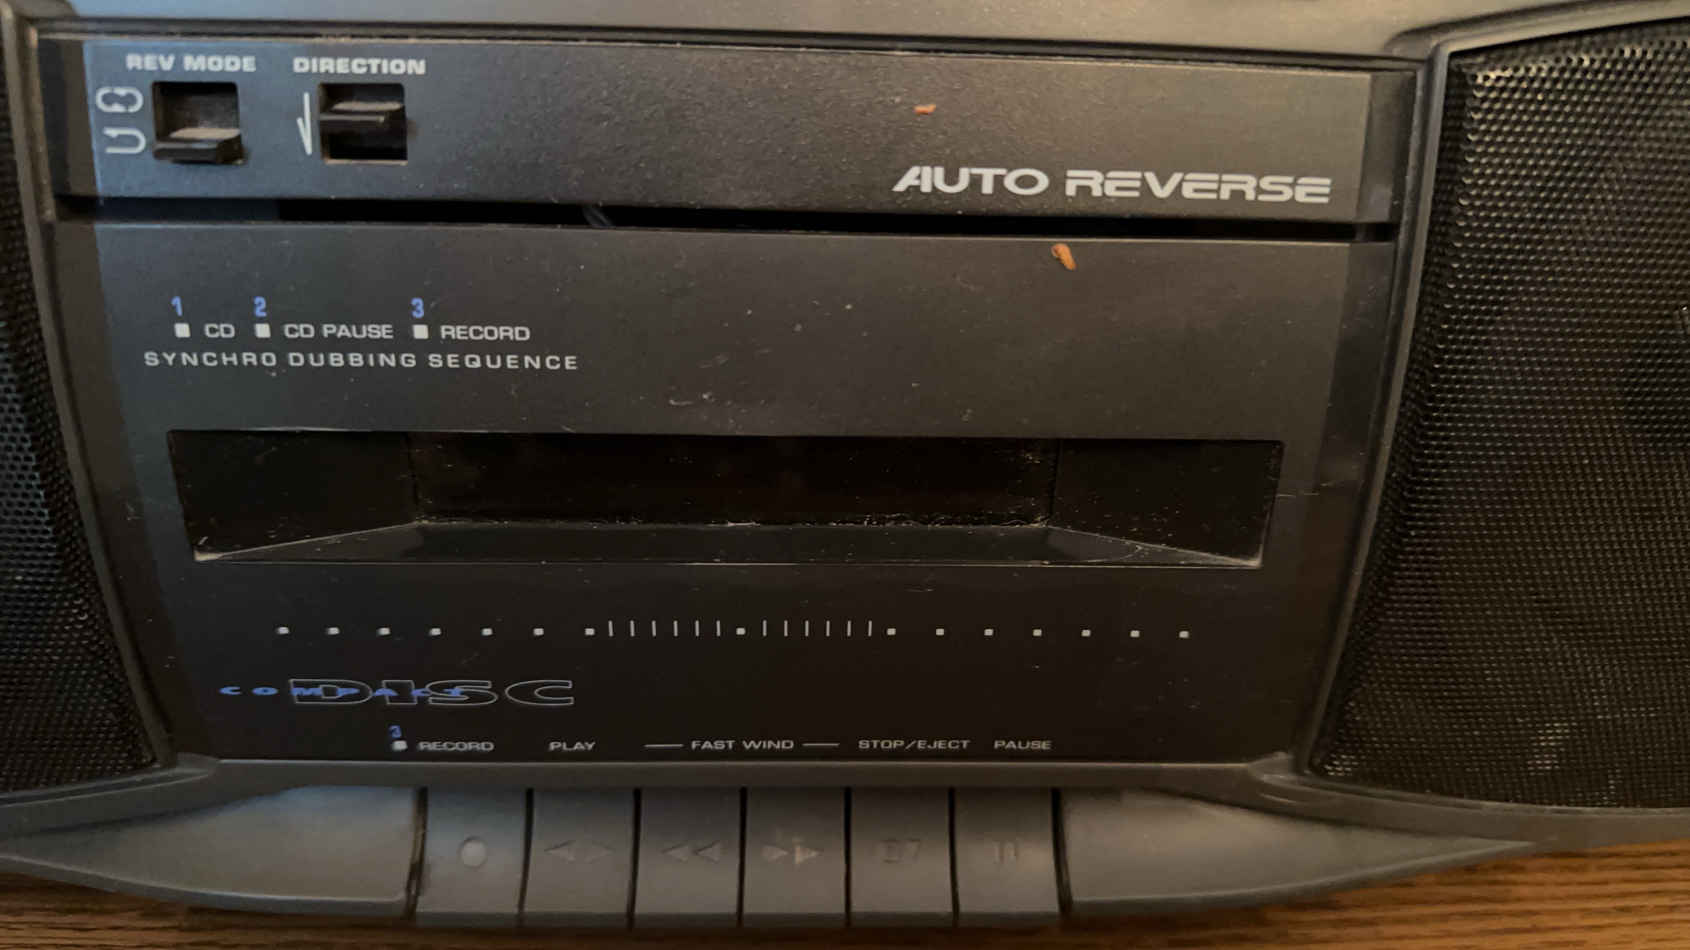 REV MODE DIRECTION
AUTO REVERSE
1 2 3
CD CD PAUSE RECORD
SYNCHRO DUBBING SEQUENCE
COMPACT DISC
3
RECORD PLAY FAST WIND STOP/EJECT PAUSE